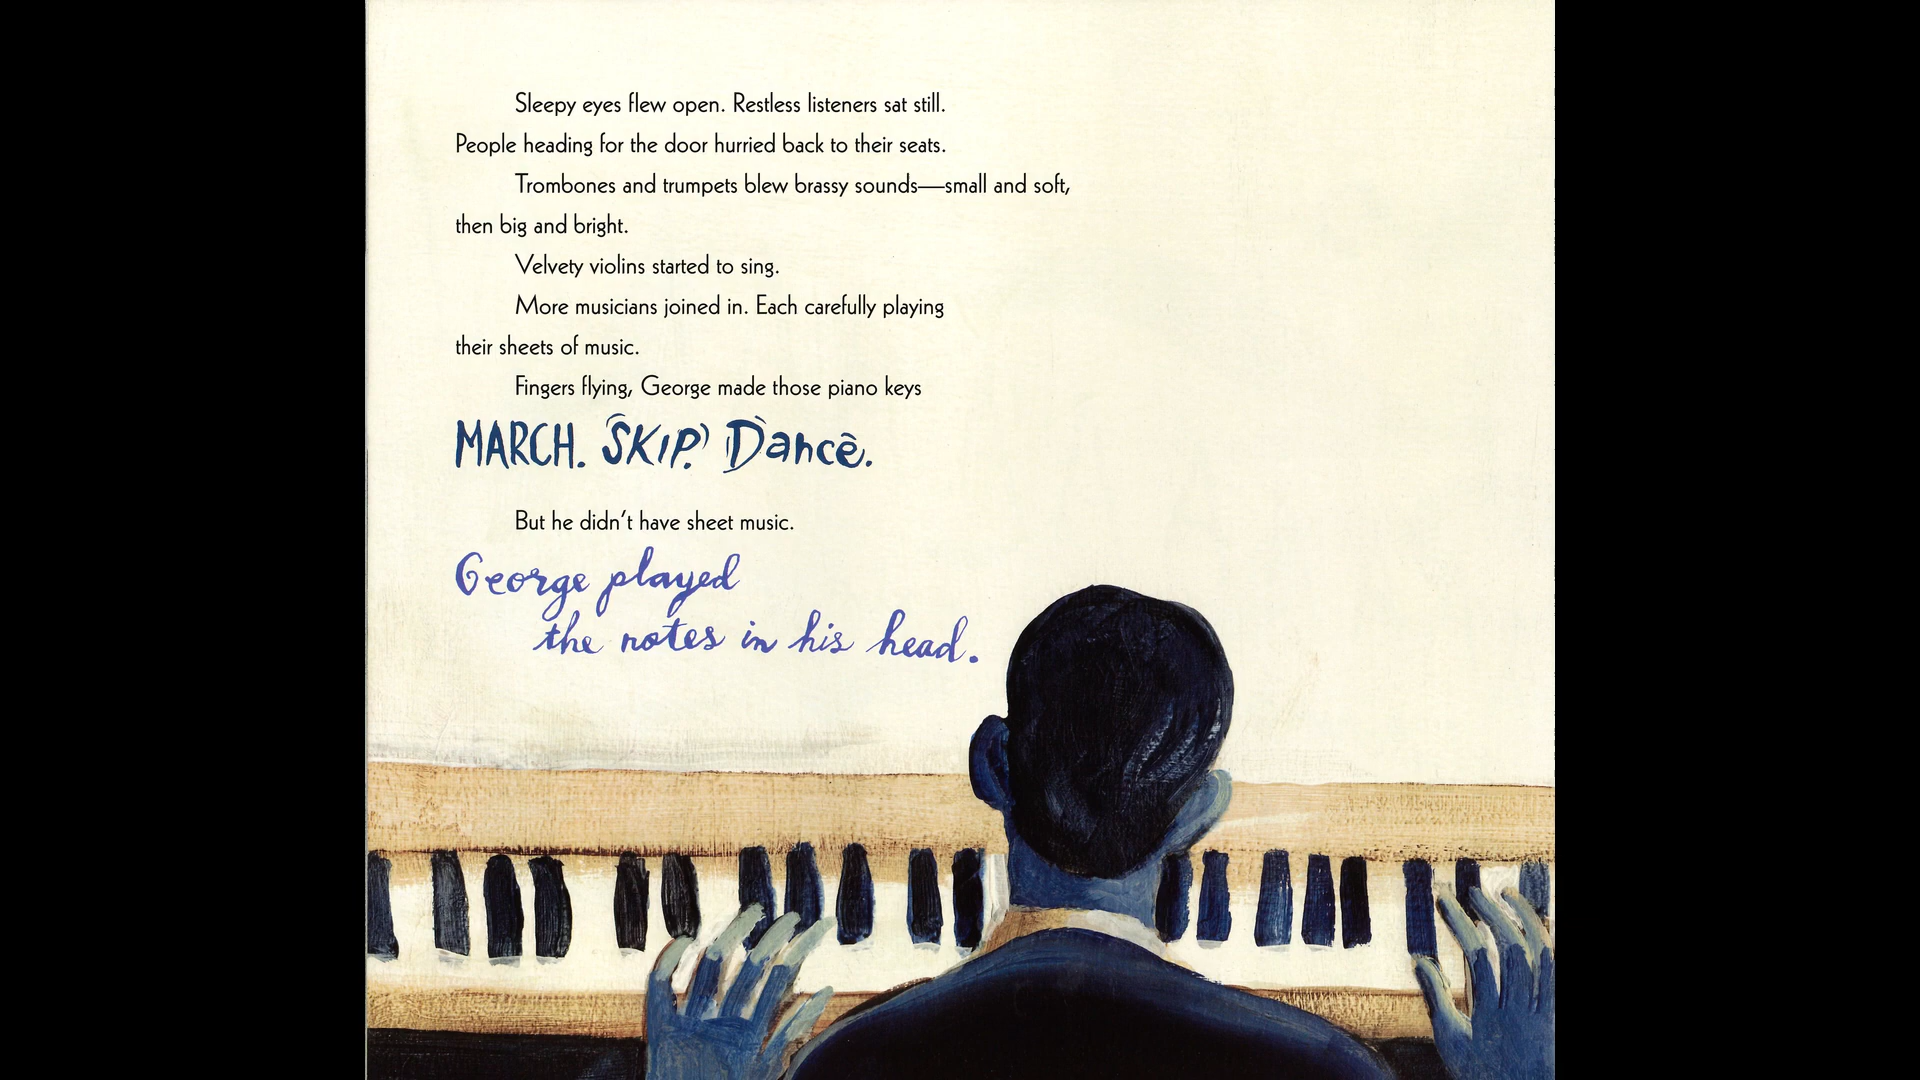 Sleepy eyes flew open. Restless listeners sat still.
People heading for the door hurried back to their seats.
Trombones and trumpets blew brassy sounds—small and soft,
then big and bright.
Velvety violins started to sing.
More musicians joined in. Each carefully playing
their sheets of music.
Fingers flying, George made those piano keys
MARCH. SKIP. Dance.
But he didn't have sheet music.
George played
the notes in his head.